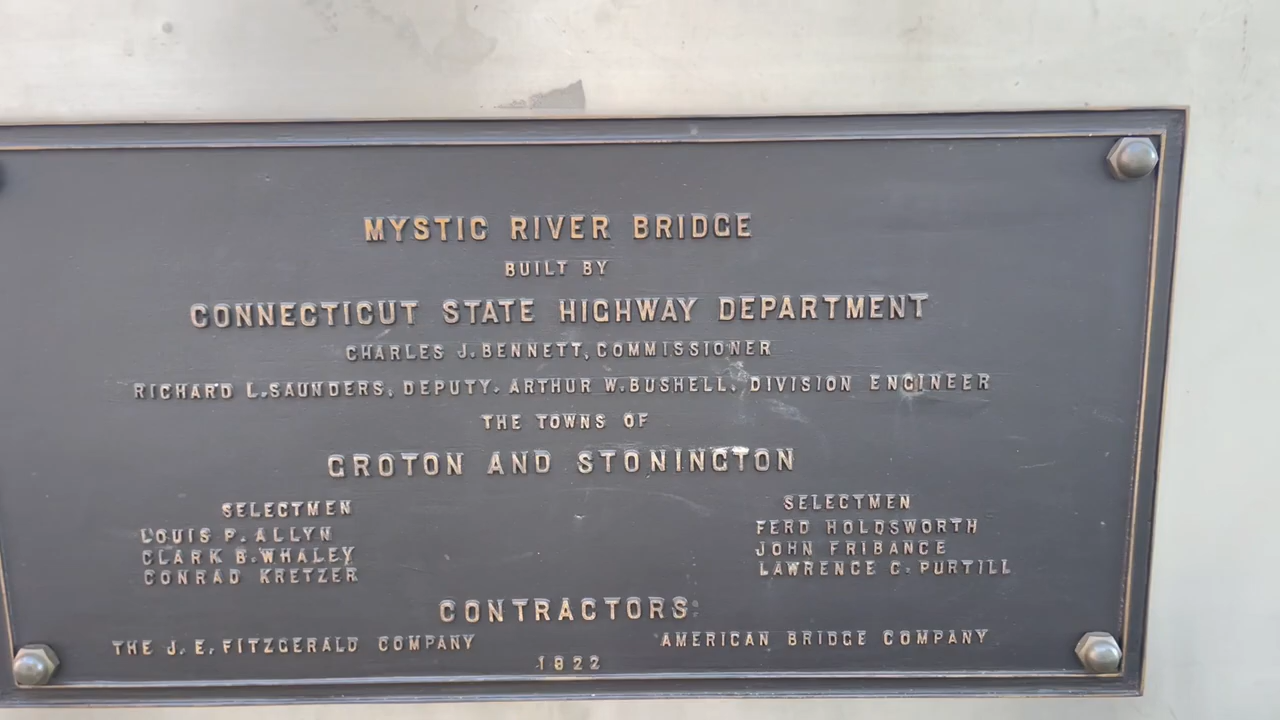 MYSTIC RIVER BRIDGE
BUILT BY
CONNECTICUT STATE HIGHWAY DEPARTMENT
CHARLES J. BENNETT, COMMISSIONER
RICHARD L. SAUNDERS, DEPUTY. ARTHUR W. BUSHELL, DIVISION ENGINEER
THE TOWNS OF
GROTON AND STONINGTON
SELECTMEN
LOUIS P. ALLYN
CLARK B. WHALEY
CONRAD KRETZER
SELECTMEN
FERD HOLDSWORTH
JOHN FRIBANCE
LAWRENCE C. PURTILL
CONTRACTORS:
THE J. E. FITZGERALD COMPANY
AMERICAN BRIDGE COMPANY
1922